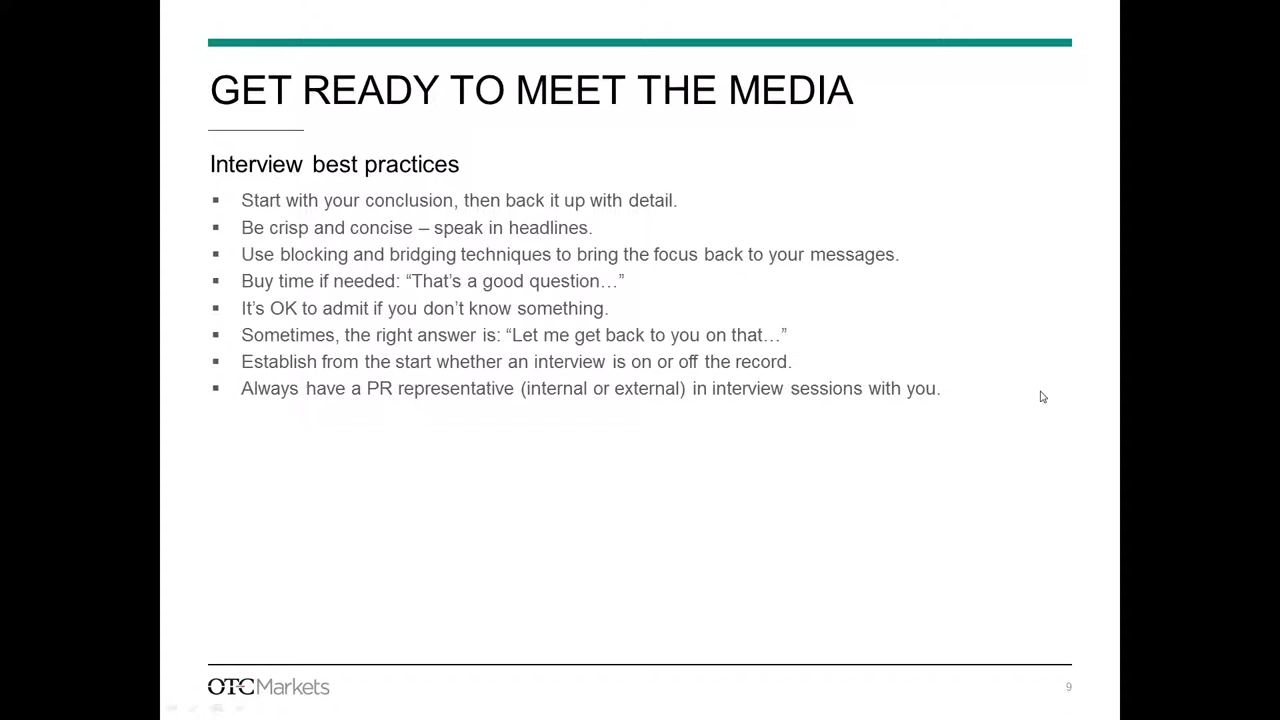 GET READY TO MEET THE MEDIA
Interview best practices
▪ Start with your conclusion, then back it up with detail.
▪ Be crisp and concise – speak in headlines.
▪ Use blocking and bridging techniques to bring the focus back to your messages.
▪ Buy time if needed: “That’s a good question…”
▪ It’s OK to admit if you don’t know something.
▪ Sometimes, the right answer is: “Let me get back to you on that…”
▪ Establish from the start whether an interview is on or off the record.
▪ Always have a PR representative (internal or external) in interview sessions with you.
OTC Markets
9